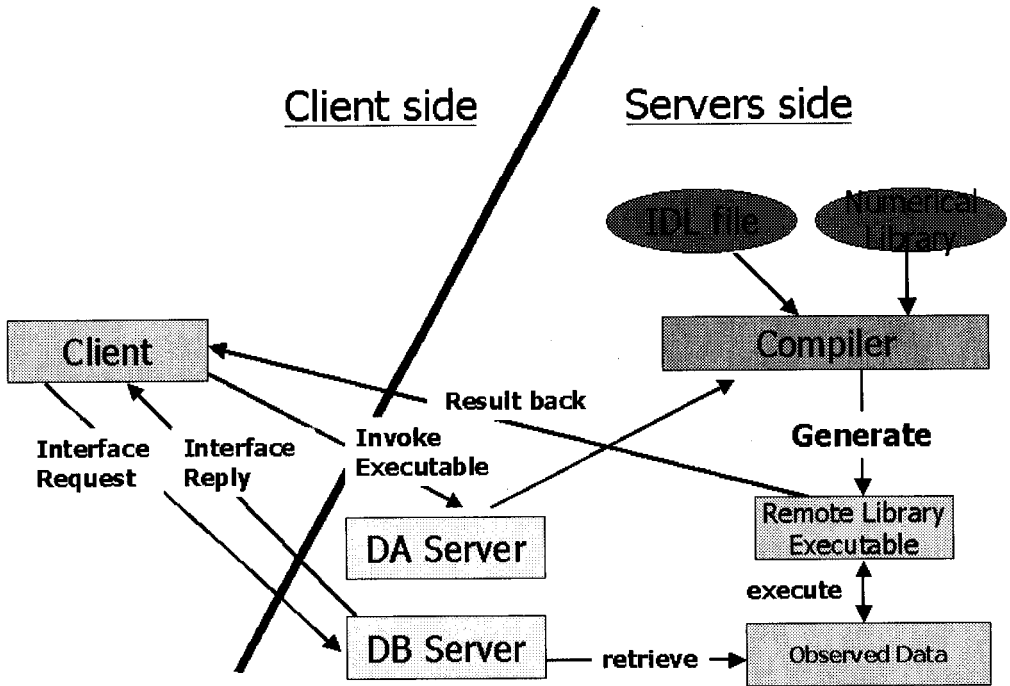 Client side
Servers side
IDL file
Numerical
Library
Client
Compiler
Result back
Interface
Request
Interface
Reply
Invoke
Executable
Generate
DA Server
Remote Library
Executable
execute
DB Server
retrieve
Observed Data